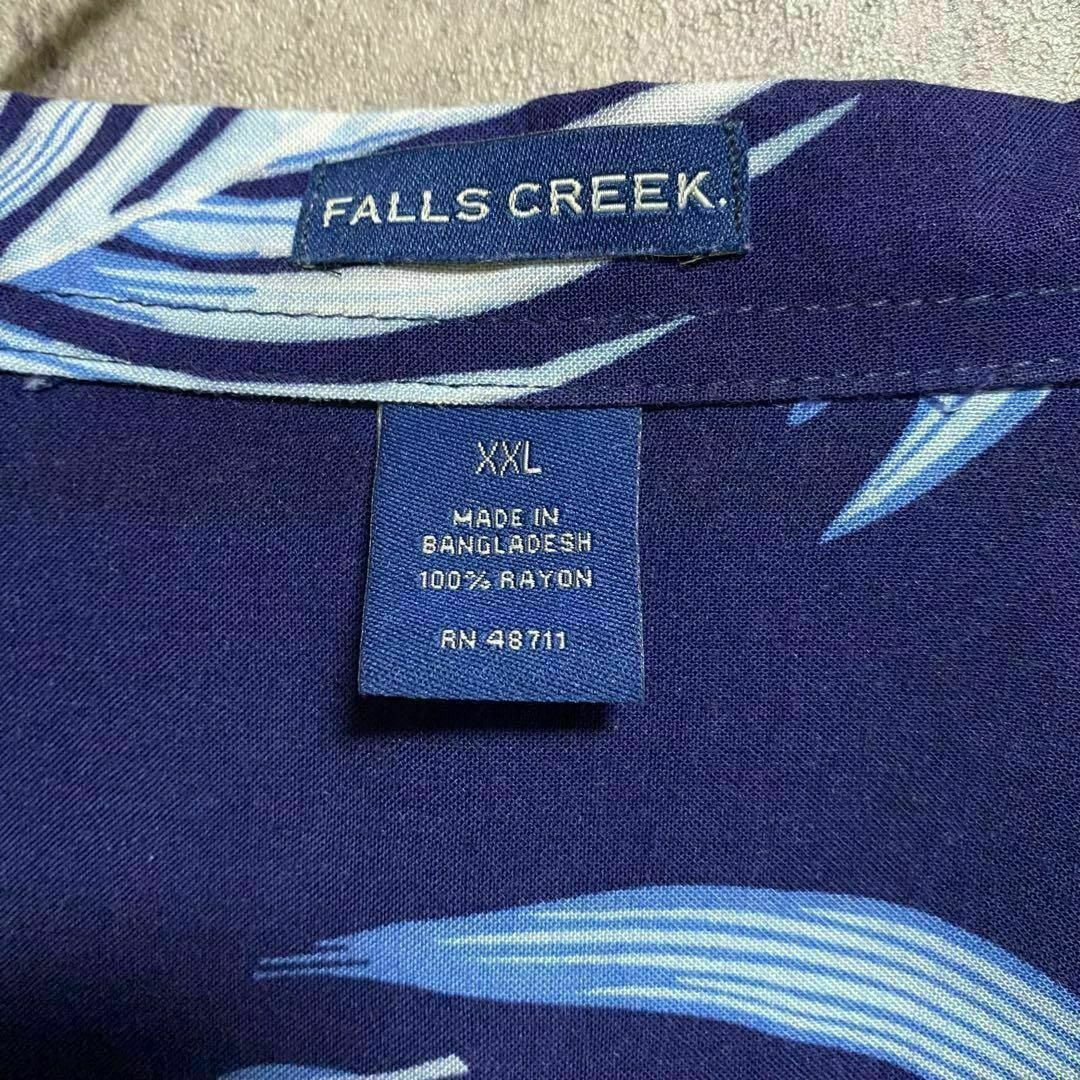 FALLS CREEK.
XXL
MADE IN
BANGLADESH
100% RAYON
RN 48711